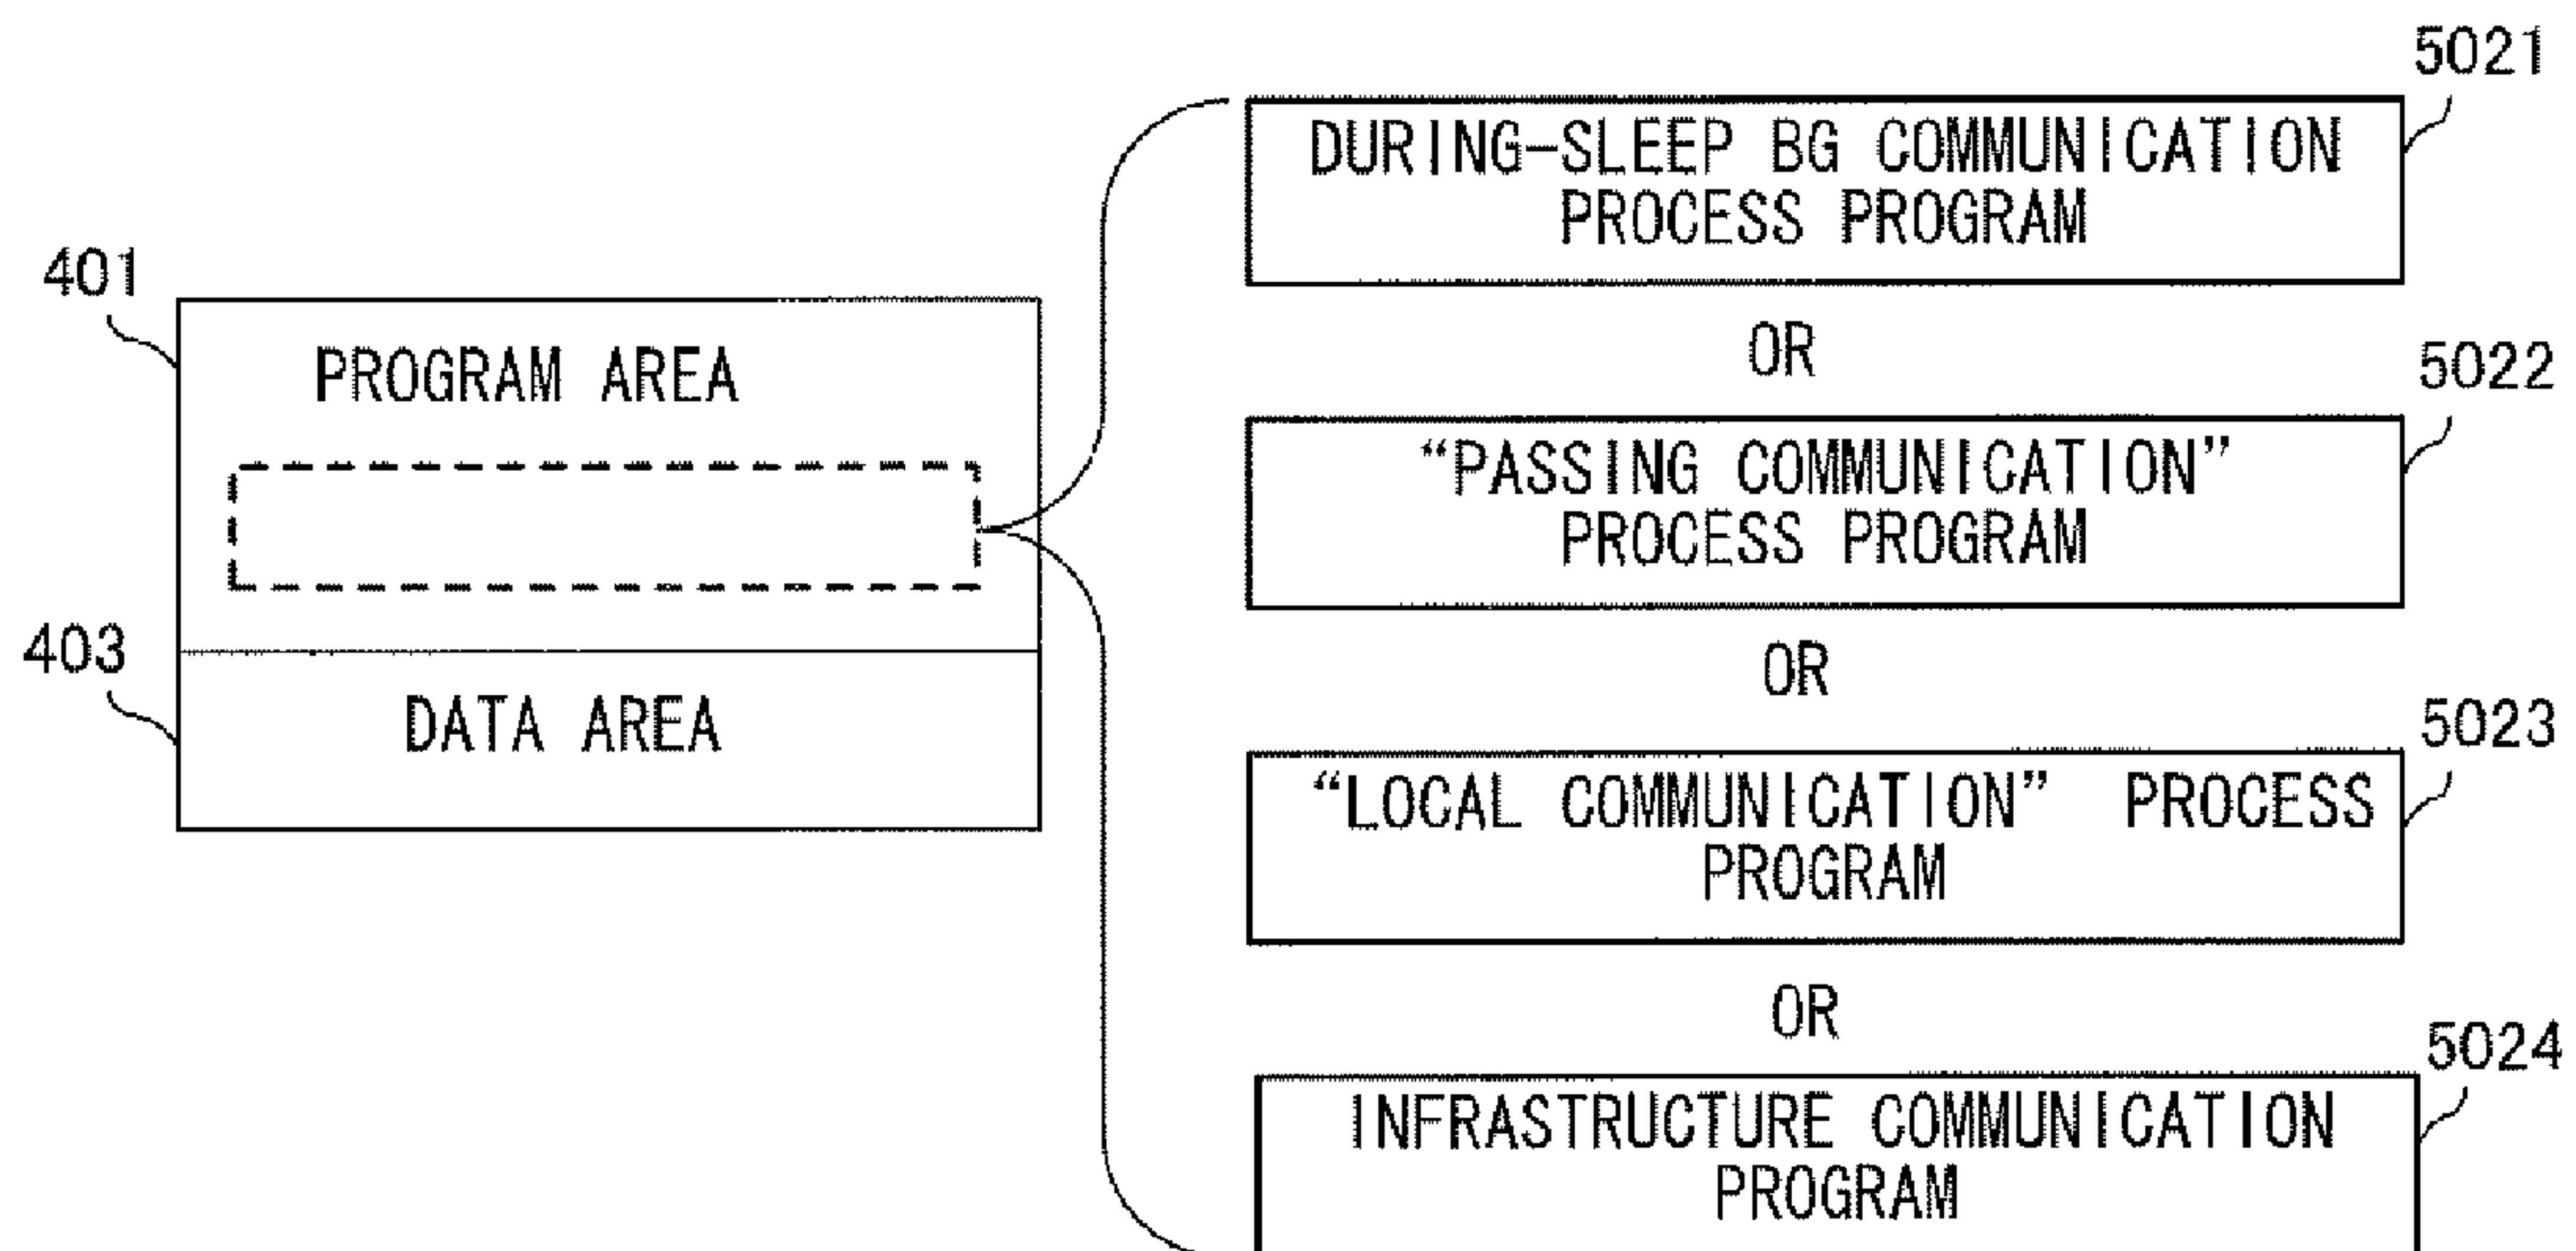 401
PROGRAM AREA
403
DATA AREA
5021
DURING-SLEEP BG COMMUNICATION
PROCESS PROGRAM
OR
5022
“PASSING COMMUNICATION”
PROCESS PROGRAM
OR
5023
“LOCAL COMMUNICATION” PROCESS
PROGRAM
OR
5024
INFRASTRUCTURE COMMUNICATION
PROGRAM